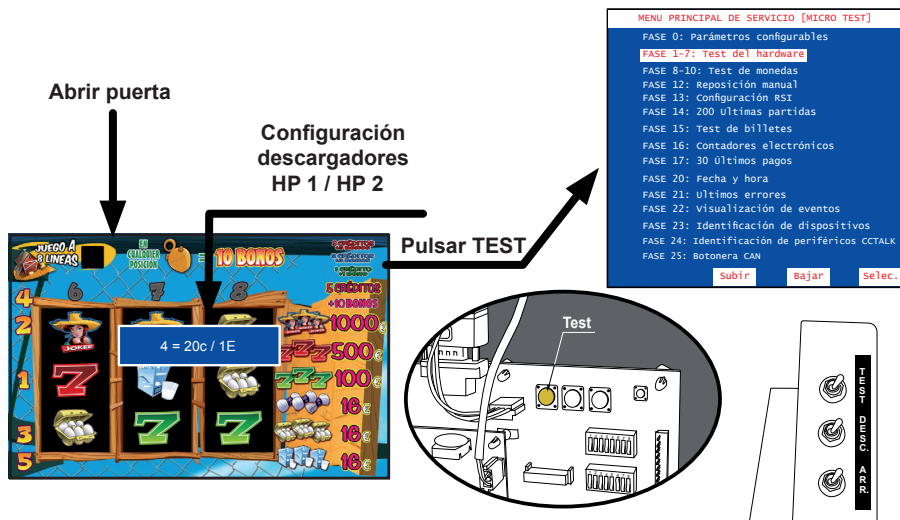 MENU PRINCIPAL DE SERVICIO [MICRO TEST]
FASE 0: Parámetros configurables
FASE 1-7: Test del hardware
FASE 8-10: Test de monedas
FASE 12: Reposición manual
FASE 13: Configuración RSI
FASE 14: 200 Ultimas partidas
FASE 15: Test de billetes
FASE 16: Contadores electrónicos
FASE 17: 30 Últimos pagos
FASE 20: Fecha y hora
FASE 21: Ultimos errores
FASE 22: Visualización de eventos
FASE 23: Identificación de dispositivos
FASE 24: Identificación de periféricos CCTALK
FASE 25: Botonera CAN
Subir Bajar Selec.
Abrir puerta
Configuración
descargadores
HP 1 / HP 2
Pulsar TEST
JUEGO A
8 LINEAS
EN
CUALQUIER
POSICIÓN
=
10 BONOS
5 CRÉDITOS
+10 BONOS
4
6
7
8
2
1
3
5
JOKER
4 = 20c / 1E
1000€
500€
100€
16€
16€
16€
Test
TEST
DESC.
ARR.